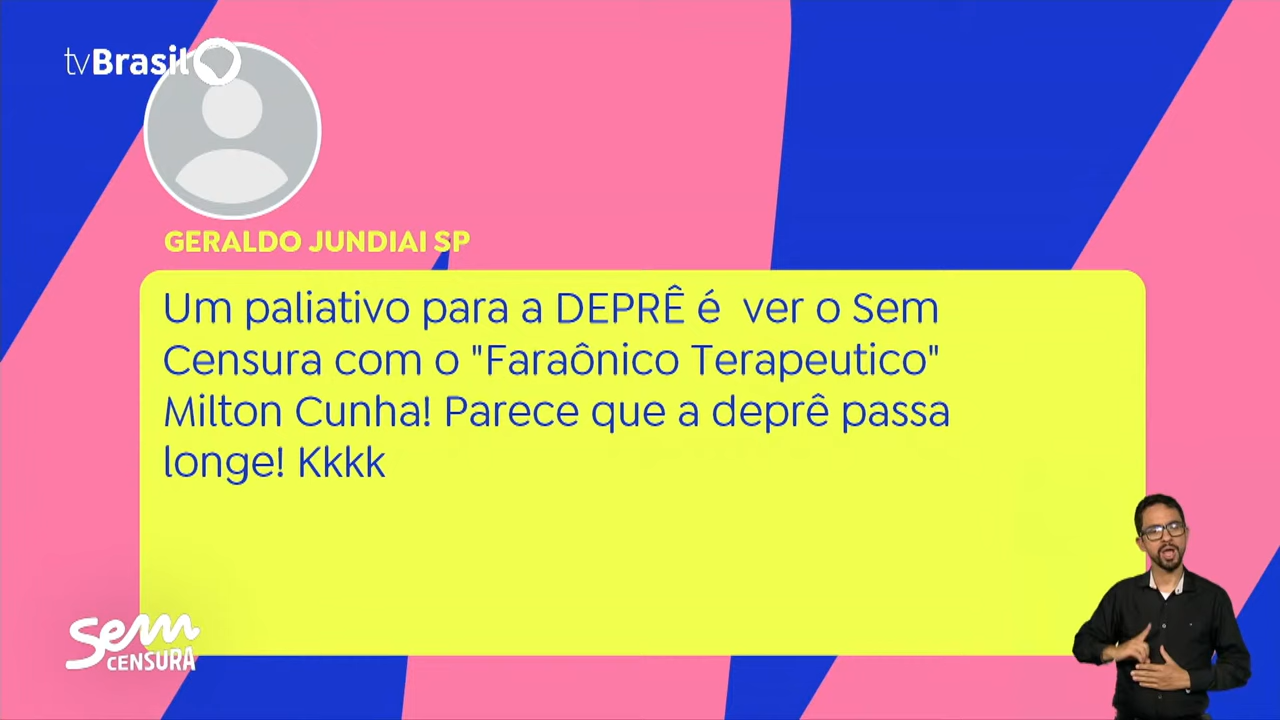 tvBrasil
GERALDO JUNDIAI SP
Um paliativo para a DEPRÊ é  ver o Sem
Censura com o "Faraônico Terapeutico"
Milton Cunha! Parece que a deprê passa
longe! Kkkk
Sem
CENSURA